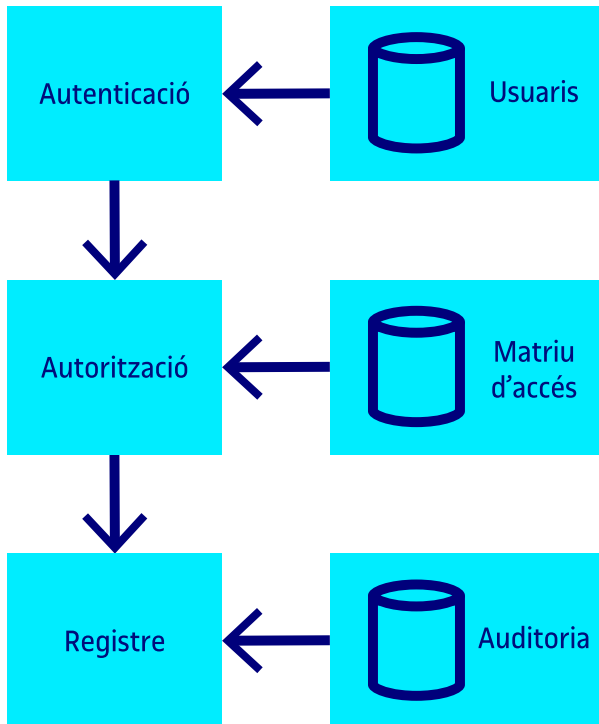 Autenticació
Usuaris
Autorització
Matriu
d’accés
Registre
Auditoria